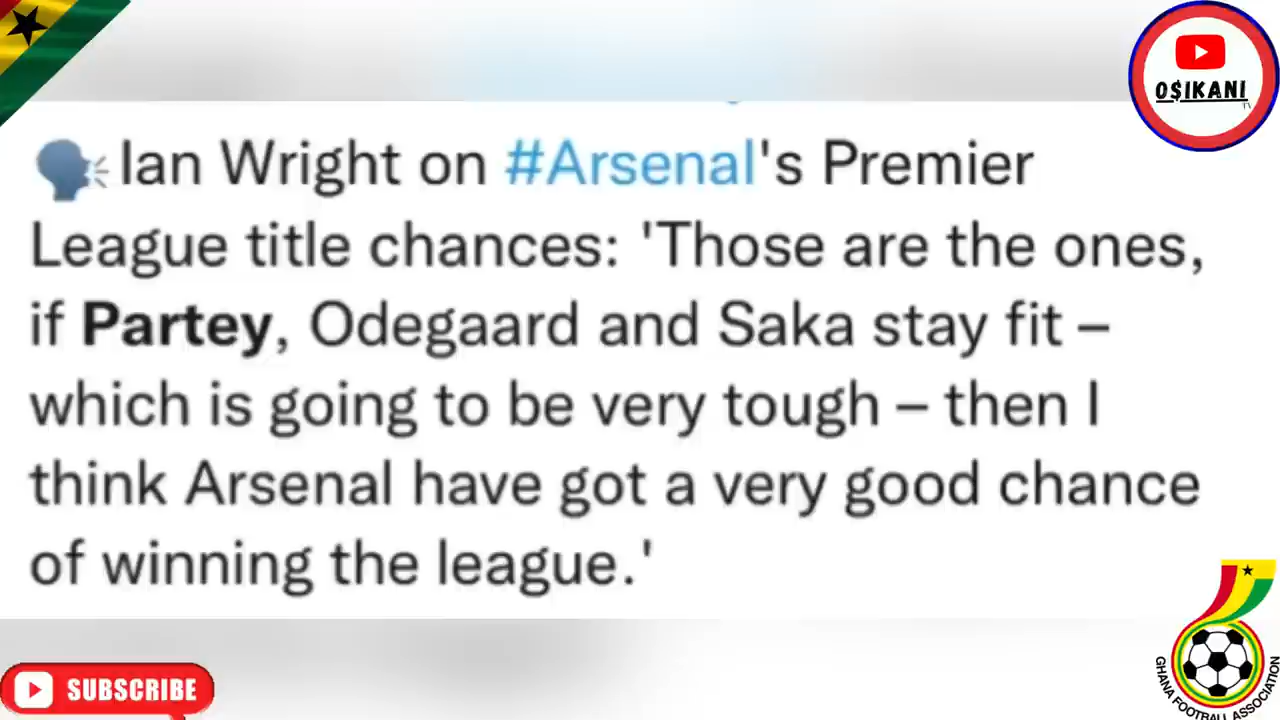 O$IKANI
TV
🗣Ian Wright on #Arsenal's Premier
League title chances: 'Those are the ones,
if Partey, Odegaard and Saka stay fit –
which is going to be very tough – then I
think Arsenal have got a very good chance
of winning the league.'
SUBSCRIBE
GHANA FOOTBALL ASSOCIATION